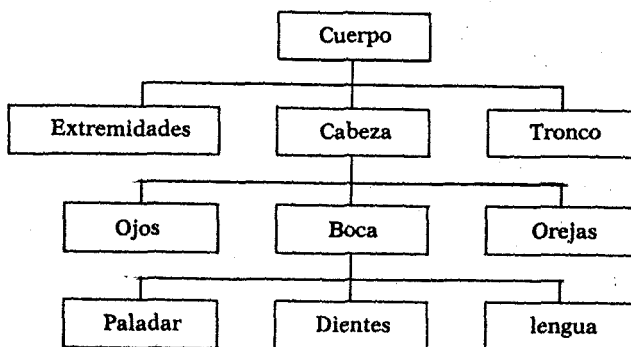 Cuerpo
Extremidades Cabeza Tronco
Ojos Boca Orejas
Paladar Dientes lengua